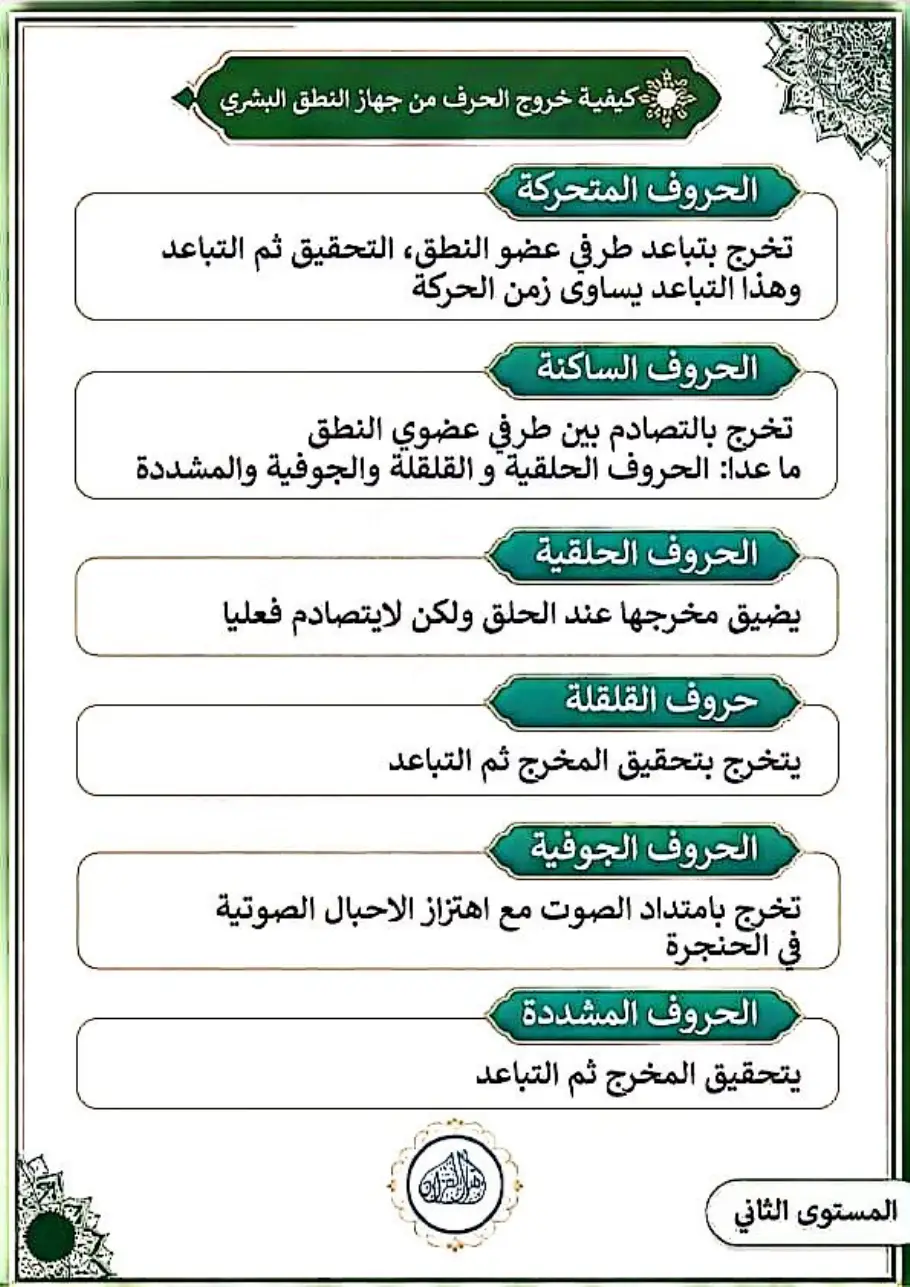 كيفية خروج الحرف من جهاز النطق البشري
الحروف المتحركة
تخرج بتباعد طرفي عضو النطق، التحقيق ثم التباعد
وهذا التباعد يساوى زمن الحركة
الحروف الساكنة
تخرج بالتصادم بين طرفي عضوي النطق
ما عدا: الحروف الحلقية و القلقلة والجوفية والمشددة
الحروف الحلقية
يضيق مخرجها عند الحلق ولكن لايتصادم فعليا
حروف القلقلة
يتخرج بتحقيق المخرج ثم التباعد
الحروف الجوفية
تخرج بامتداد الصوت مع اهتزاز الاحبال الصوتية
في الحنجرة
الحروف المشددة
يتحقيق المخرج ثم التباعد
المستوى الثاني